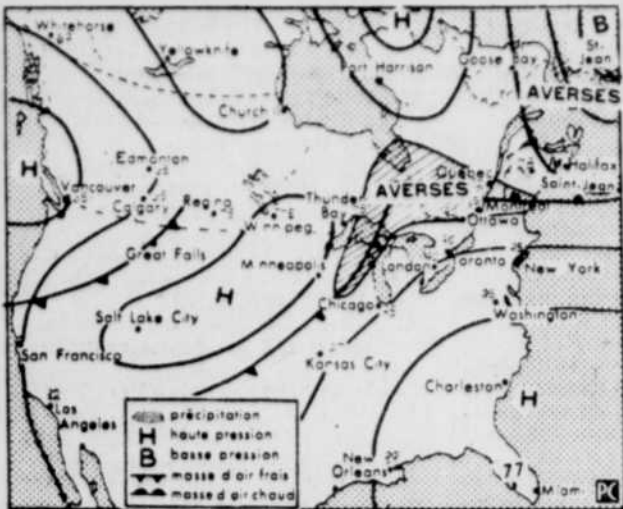 Whitehorse
Yellowknife
H
Port Harrison
Goose Bay
B
St-Jean
AVERSES
Church
H
Edmonton
Vancouver
Calgary
Regina
Winnipeg
Thunder Bay
AVERSES
Québec
Halifax
Saint-Jean
Montréal
Ottawa
Great Falls
Minneapolis
London
Toronto
New York
H
Chicago
Salt Lake City
Washington
San Francisco
Kansas City
Charleston
H
Los Angeles
New Orleans
77
Miami
précipitation
H haute pression
B basse pression
masse d air frais
masse d air chaud
PC